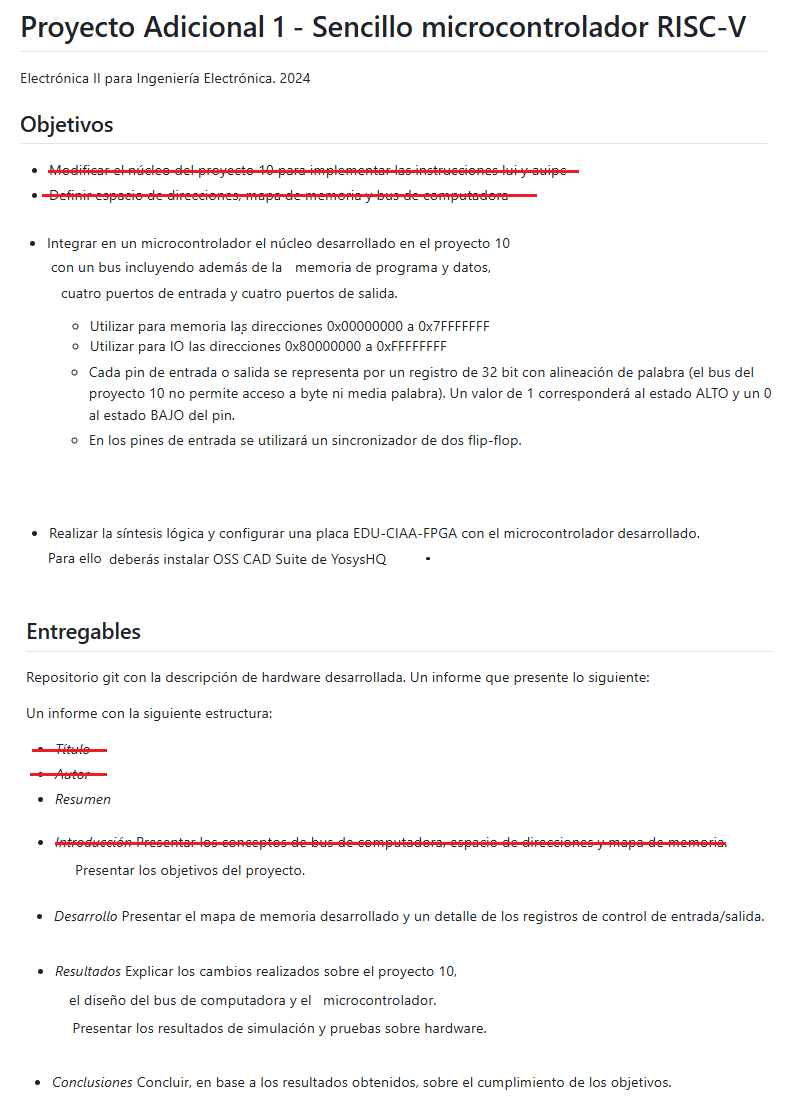 Proyecto Adicional 1 - Sencillo microcontrolador RISC-V
Electrónica II para Ingeniería Electrónica. 2024
Objetivos
• Modificar el núcleo del proyecto 10 para implementar las instrucciones lui y auipc
• Definir espacio de direcciones, mapa de memoria y bus de computadora
• Integrar en un microcontrolador el núcleo desarrollado en el proyecto 10
con un bus incluyendo además de la memoria de programa y datos,
cuatro puertos de entrada y cuatro puertos de salida.
◦ Utilizar para memoria las direcciones 0x00000000 a 0x7FFFFFFF
◦ Utilizar para IO las direcciones 0x80000000 a 0xFFFFFFFF
◦ Cada pin de entrada o salida se representa por un registro de 32 bit con alineación de palabra (el bus del
proyecto 10 no permite acceso a byte ni media palabra). Un valor de 1 corresponderá al estado ALTO y un 0
al estado BAJO del pin.
◦ En los pines de entrada se utilizará un sincronizador de dos flip-flop.
• Realizar la síntesis lógica y configurar una placa EDU-CIAA-FPGA con el microcontrolador desarrollado.
Para ello deberás instalar OSS CAD Suite de YosysHQ .
Entregables
Repositorio git con la descripción de hardware desarrollada. Un informe que presente lo siguiente:
Un informe con la siguiente estructura:
• Título
• Autor
• Resumen
• Introducción Presentar los conceptos de bus de computadora, espacio de direcciones y mapa de memoria.
Presentar los objetivos del proyecto.
• Desarrollo Presentar el mapa de memoria desarrollado y un detalle de los registros de control de entrada/salida.
• Resultados Explicar los cambios realizados sobre el proyecto 10,
el diseño del bus de computadora y el microcontrolador.
Presentar los resultados de simulación y pruebas sobre hardware.
• Conclusiones Concluir, en base a los resultados obtenidos, sobre el cumplimiento de los objetivos.